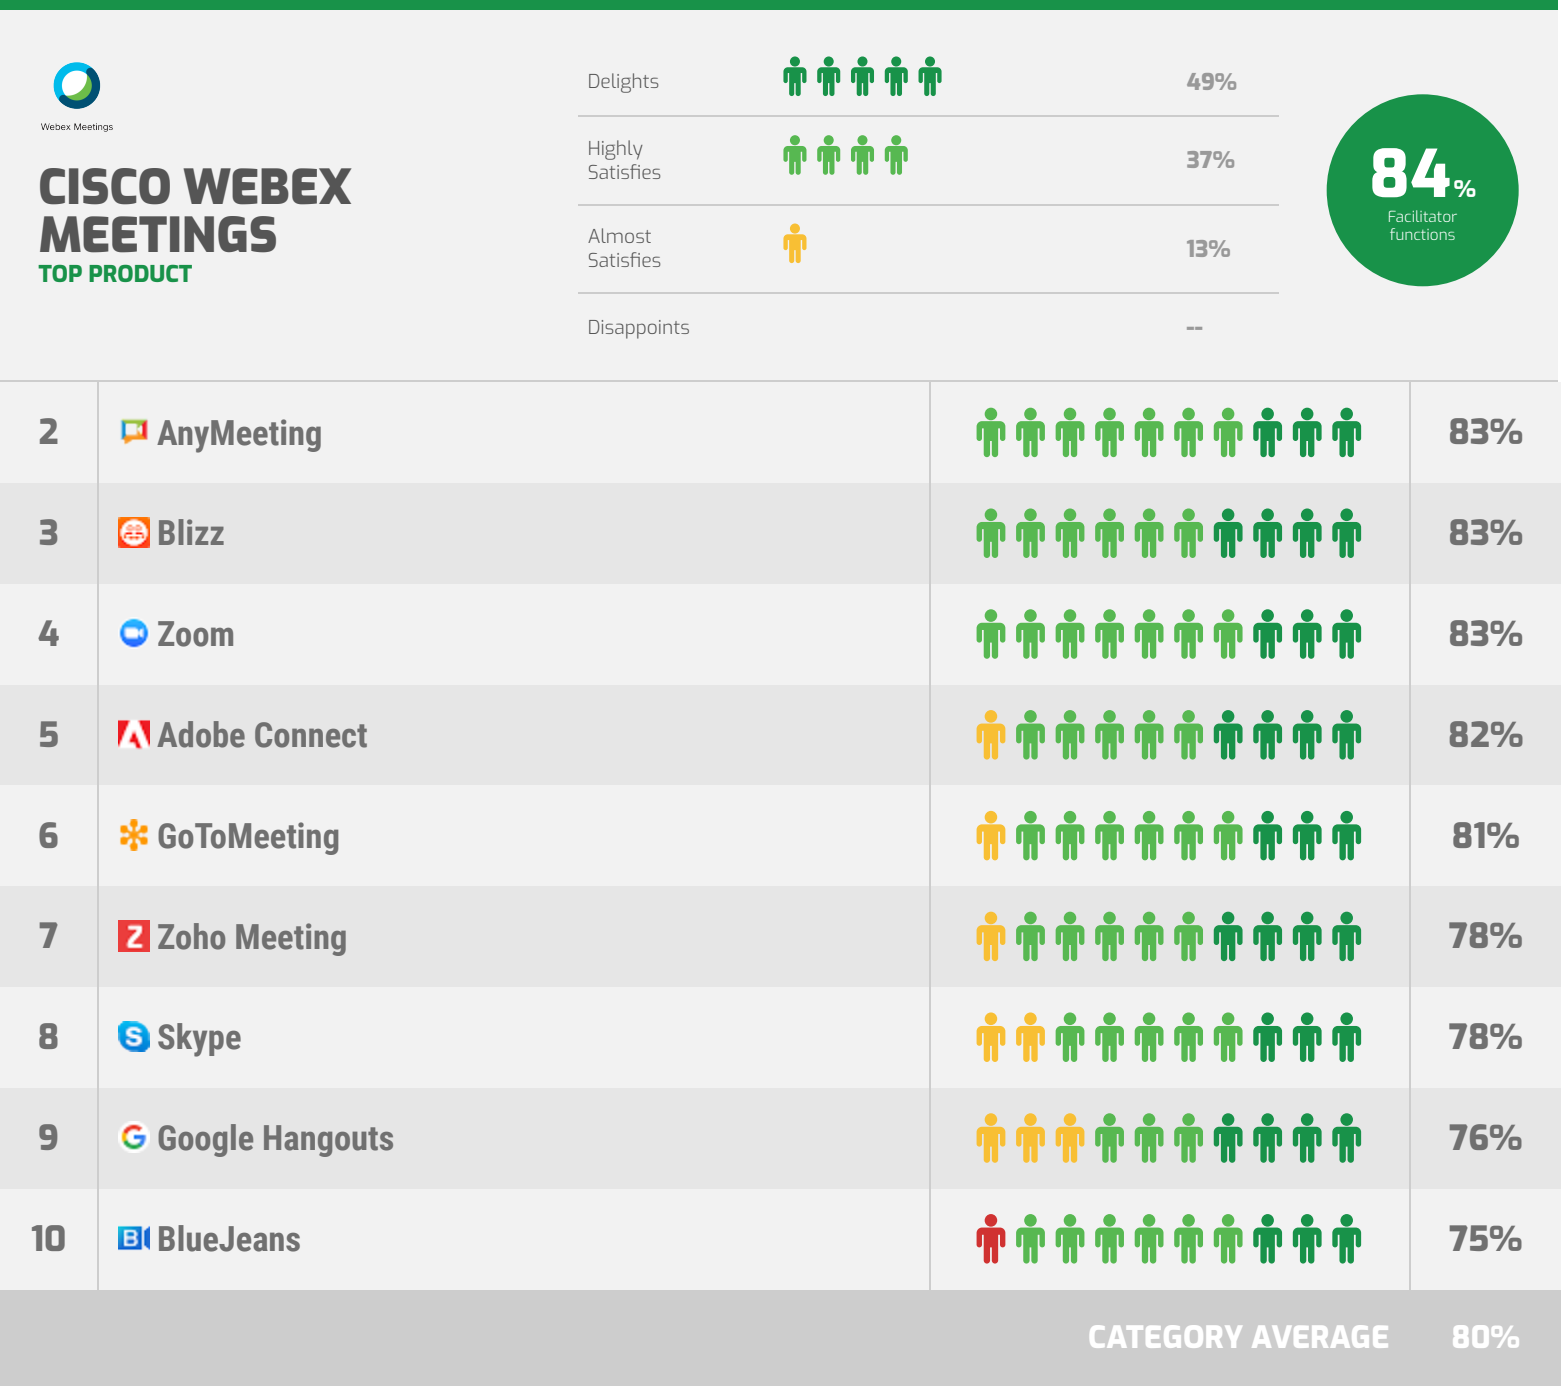 Webex Meetings
CISCO WEBEX
MEETINGS
TOP PRODUCT
Delights 49%
Highly
Satisfies 37%
Almost
Satisfies 13%
Disappoints --
84%
Facilitator
functions
2 AnyMeeting 83%
3 Blizz 83%
4 Zoom 83%
5 Adobe Connect 82%
6 GoToMeeting 81%
7 Z Zoho Meeting 78%
8 S Skype 78%
9 G Google Hangouts 76%
10 B BlueJeans 75%
CATEGORY AVERAGE 80%